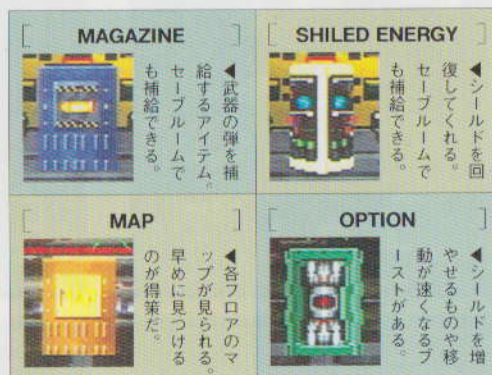 MAGAZINE
◀武器の弾を補
給するアイテム。
セーブルームで
も補給できる。
SHILED ENERGY
◀シールドを回
復してくれる。
セーブルームで
も補給できる。
MAP
◀各フロアのマ
ップが見られる。
早めに見つける
のが得策だ。
OPTION
◀シールドを増
やせるものや移
動が速くなるブ
ーストがある。